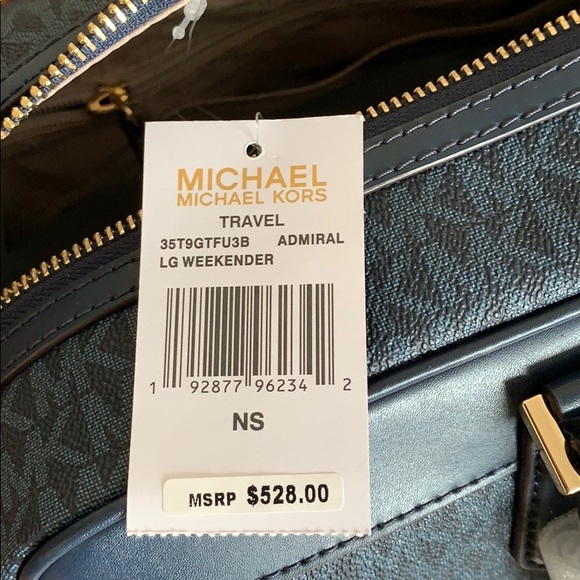 MICHAEL
MICHAEL KORS
TRAVEL
35T9GTFU3B ADMIRAL
LG WEEKENDER
1 92877 96234 2
NS
MSRP $528.00